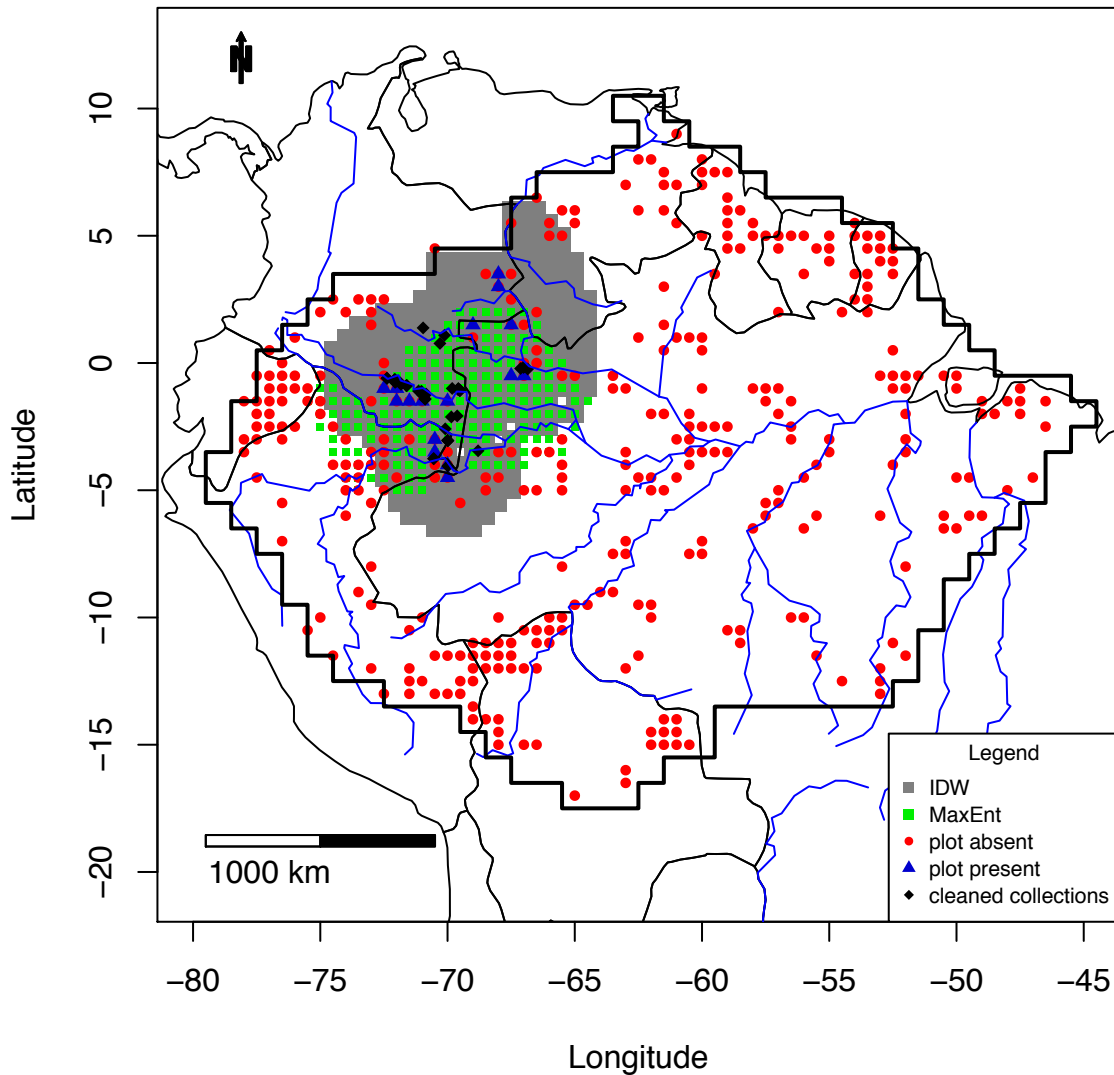 N
10
5
0
−5
−10
−15
−20
Latitude
1000 km
Legend
IDW
MaxEnt
plot absent
plot present
cleaned collections
−80 −75 −70 −65 −60 −55 −50 −45
Longitude